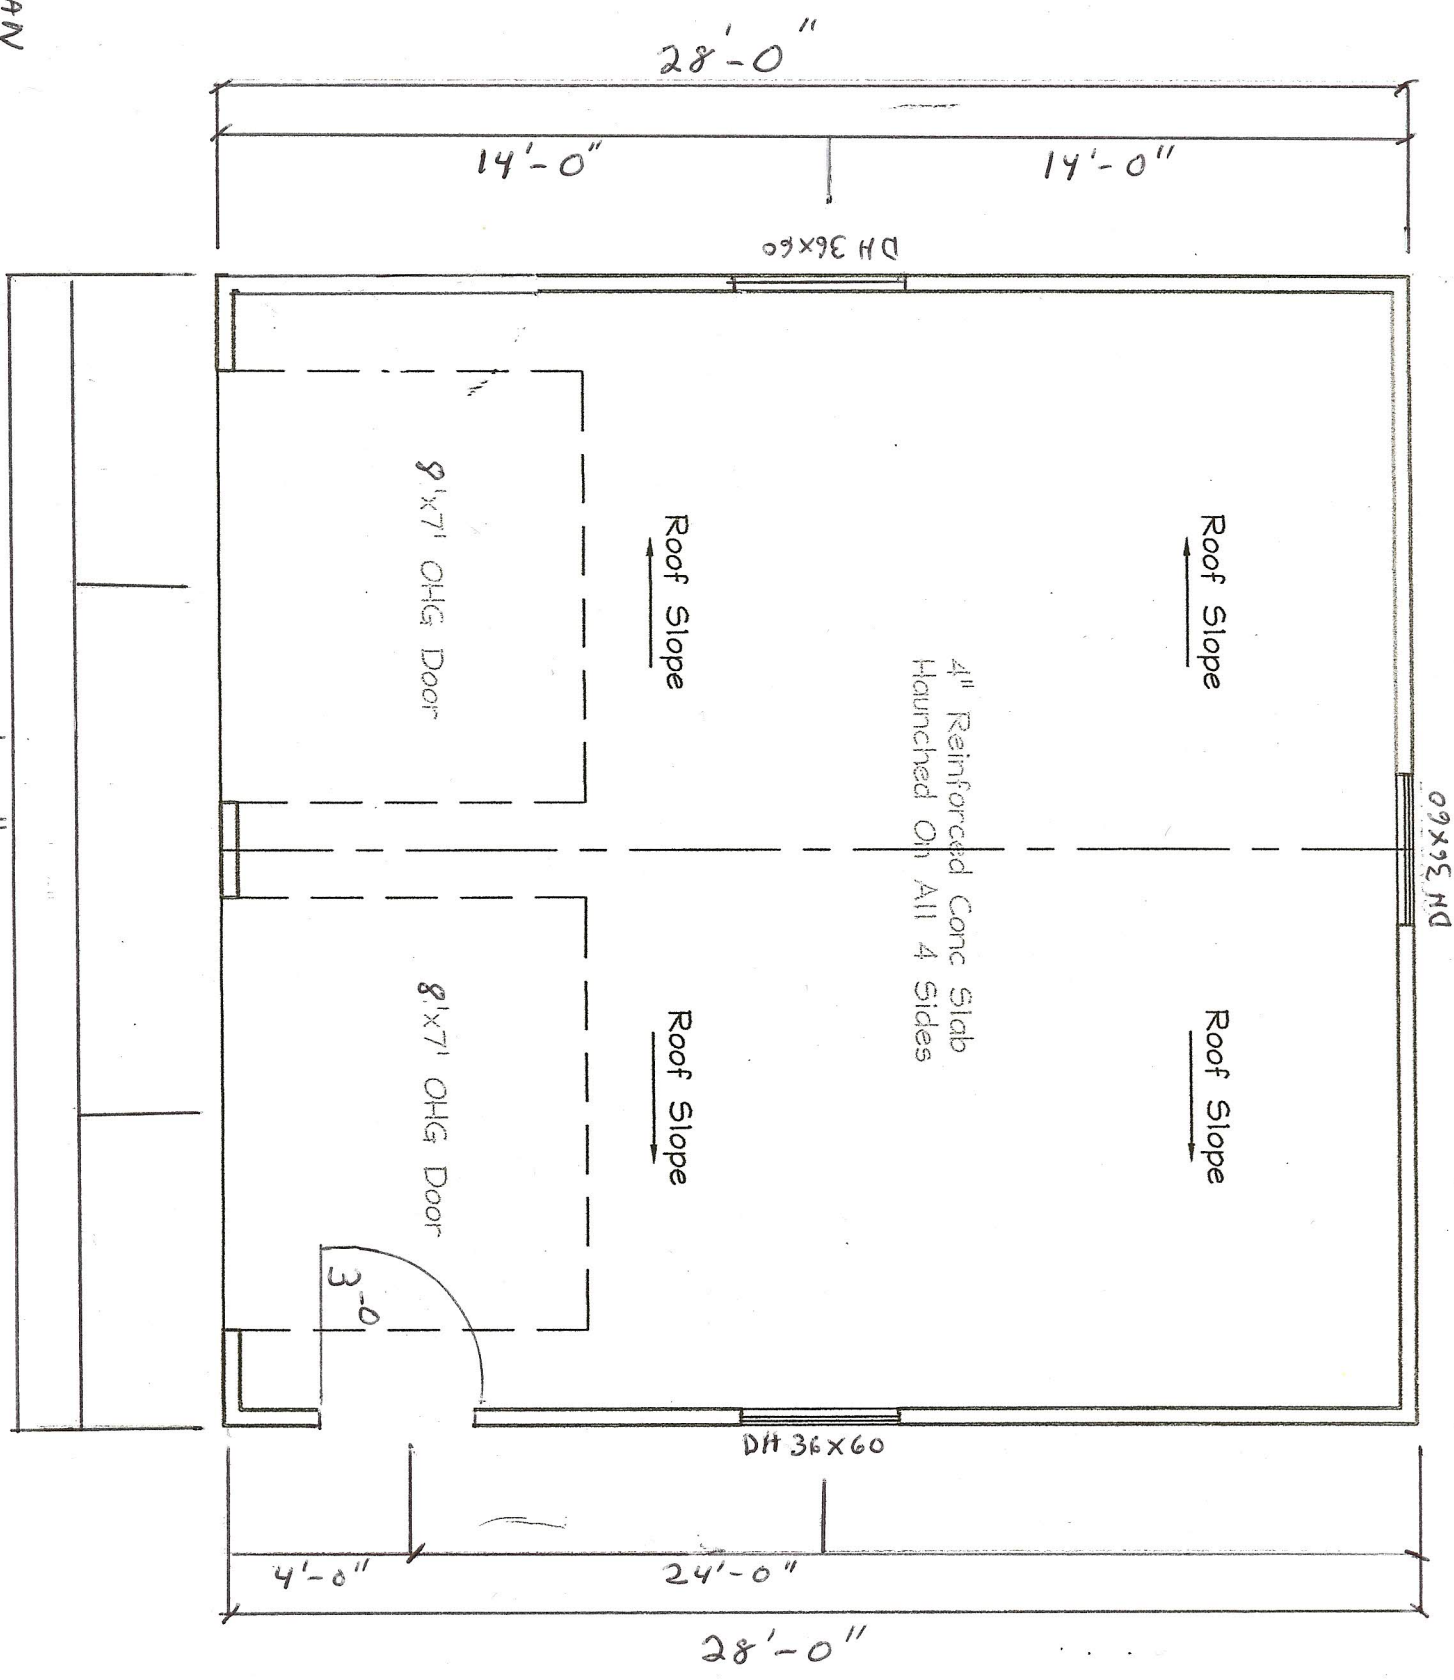 28'-0"
14'-0"
14'-0"
DH 36X60
DH 36X60
Roof Slope
Roof Slope
8'x7' OHG Door
4" Reinforced Conc Slab
Haunched On All 4 Sides
Roof Slope
Roof Slope
8'x7' OHG Door
3-0
DH 36X60
4'-0"
24'-0"
28'-0"